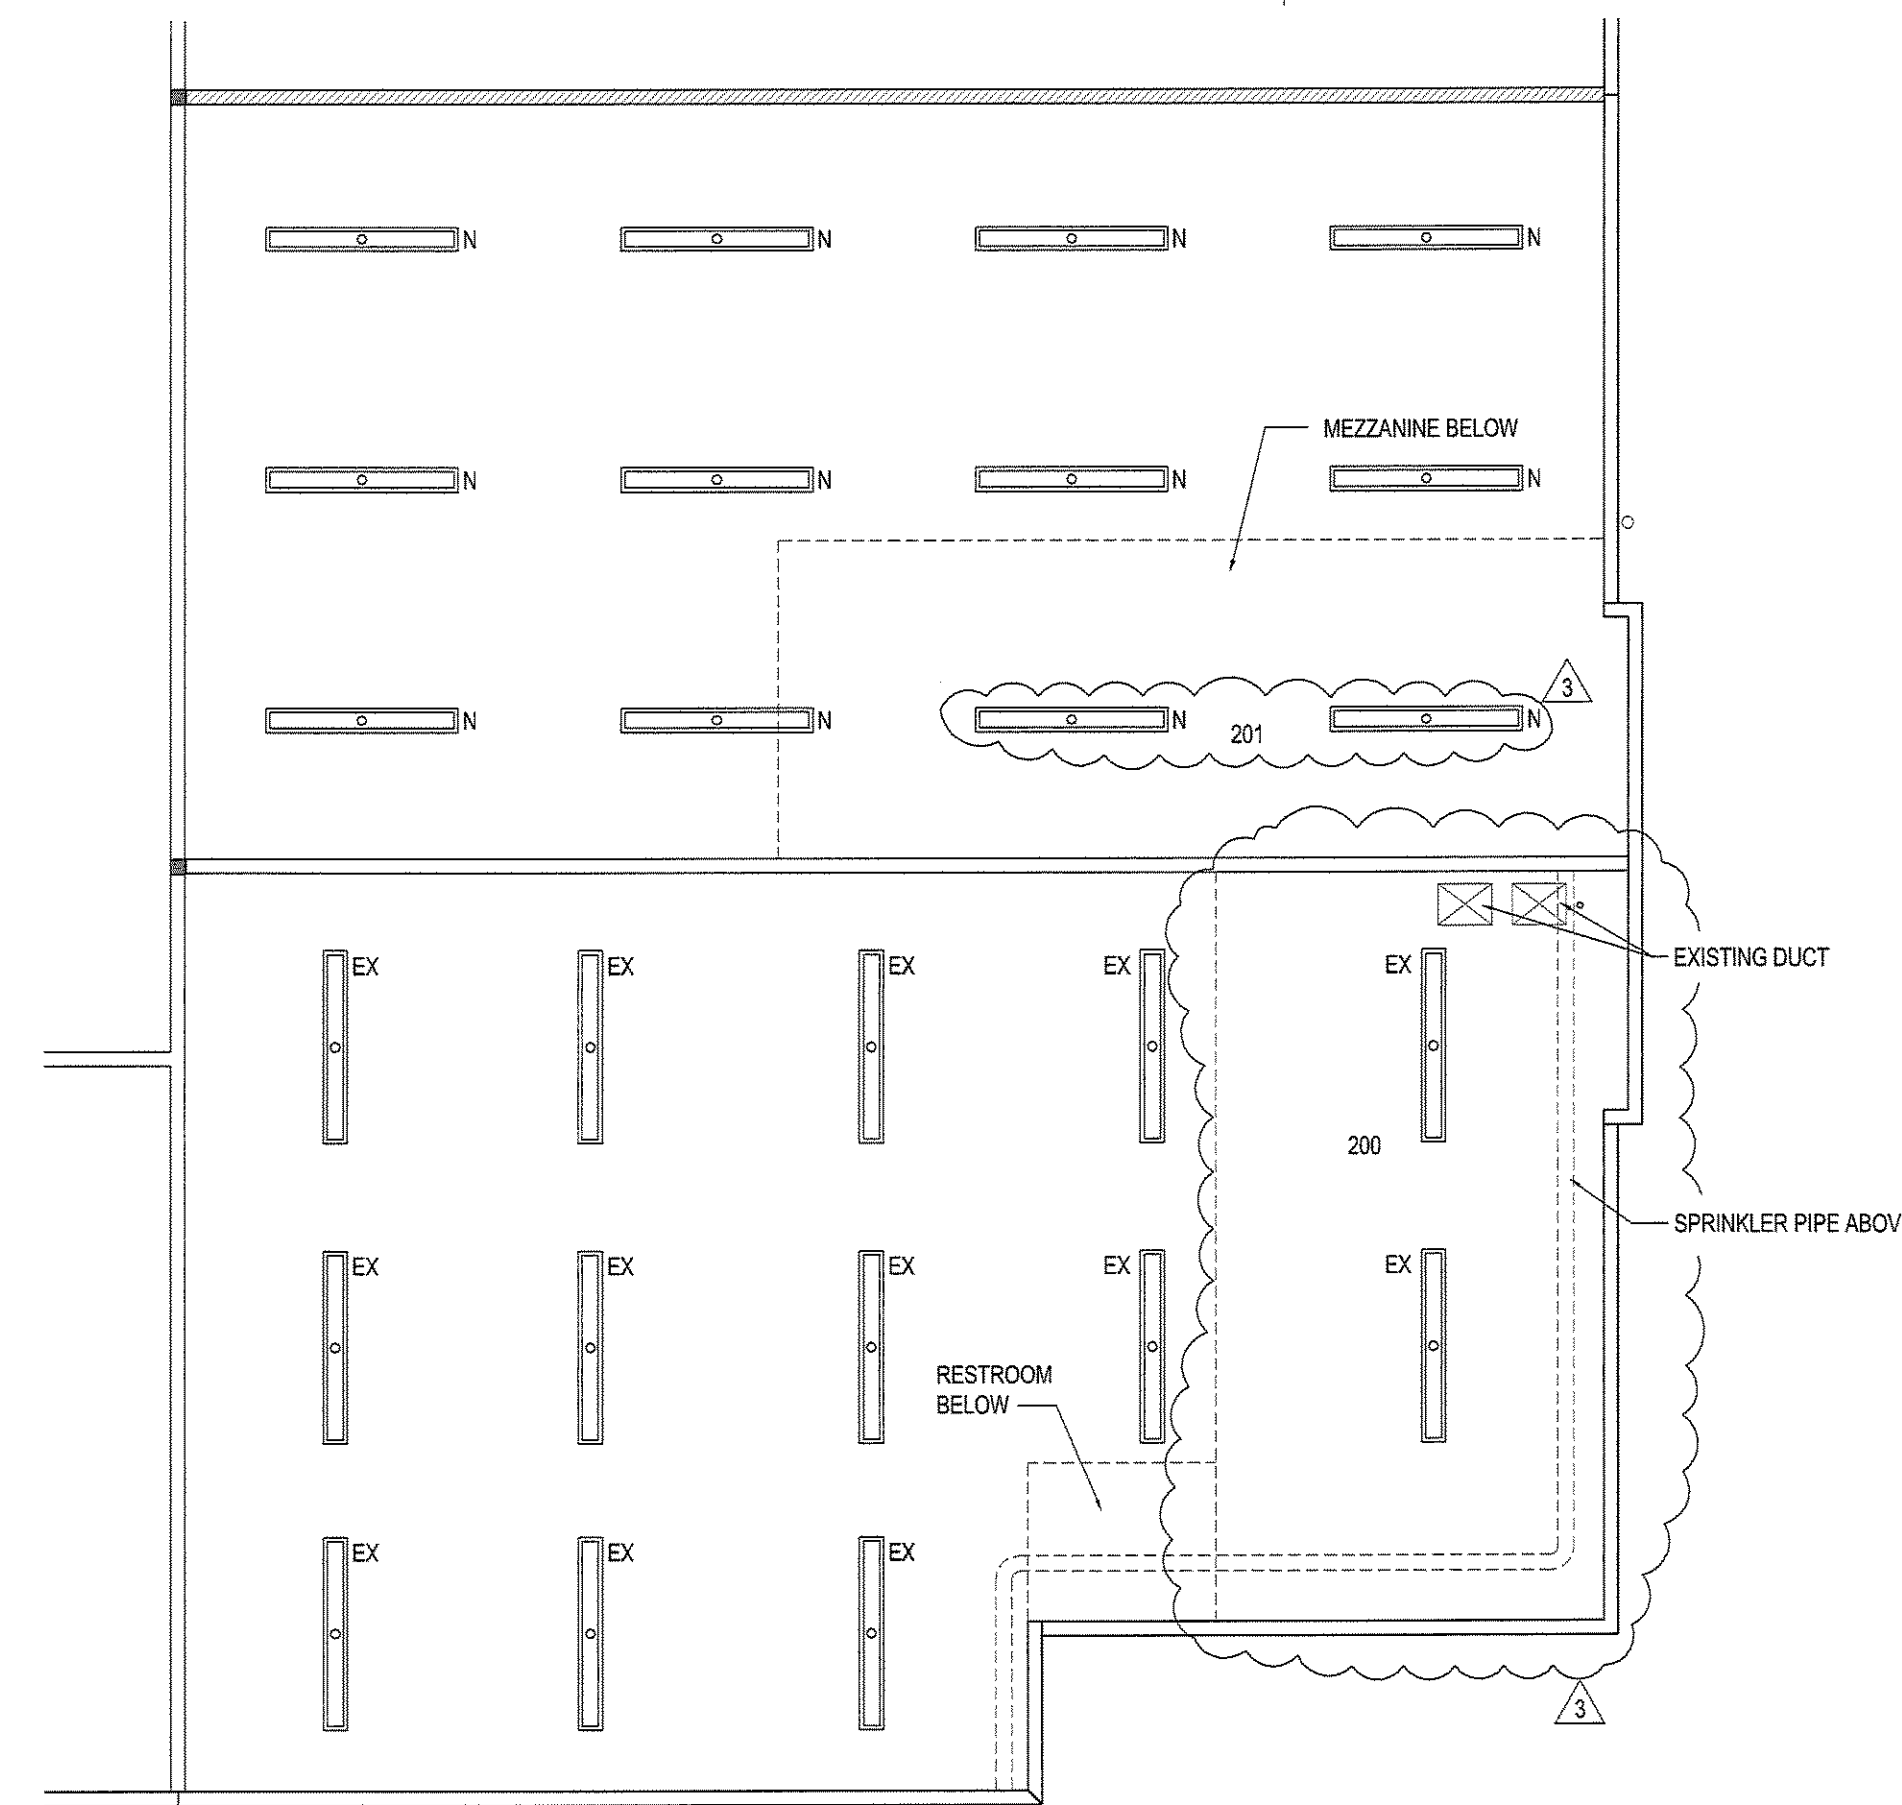 N N N N
MEZZANINE BELOW
N N N N
3
N N N N
201
EXISTING DUCT
EX EX EX EX EX
200
SPRINKLER PIPE ABOV
EX EX EX EX EX
RESTROOM
BELOW
EX EX EX
3